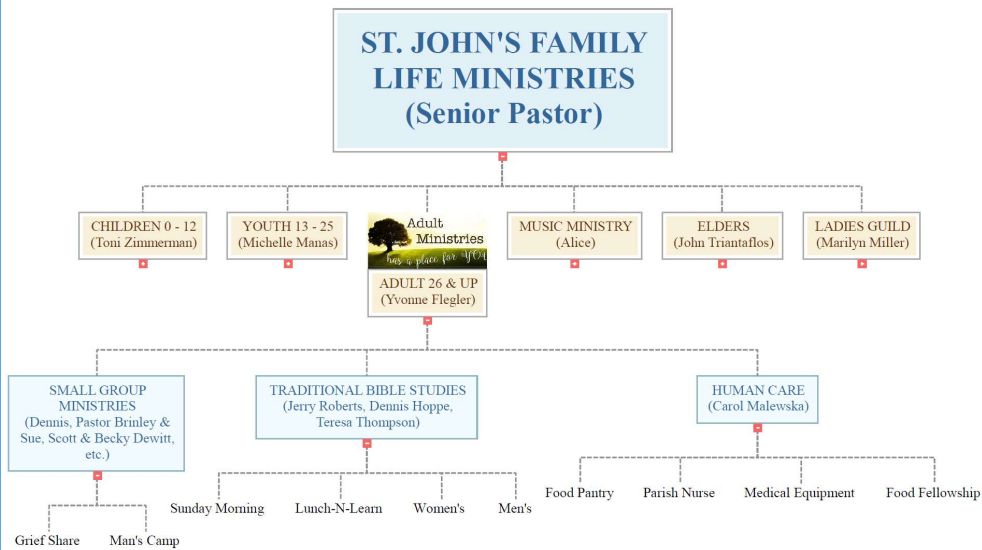 ST. JOHN'S FAMILY
LIFE MINISTRIES
(Senior Pastor)
CHILDREN 0 - 12
(Toni Zimmerman)
YOUTH 13 - 25
(Michelle Manas)
Adult
Ministries
has a place for YOU
ADULT 26 & UP
(Yvonne Flegler)
MUSIC MINISTRY
(Alice)
ELDERS
(John Triantaflos)
LADIES GUILD
(Marilyn Miller)
SMALL GROUP
MINISTRIES
(Dennis, Pastor Brinley &
Sue, Scott & Becky Dewitt,
etc.)
TRADITIONAL BIBLE STUDIES
(Jerry Roberts, Dennis Hoppe,
Teresa Thompson)
HUMAN CARE
(Carol Malewska)
Grief Share
Man's Camp
Sunday Morning
Lunch-N-Learn
Women's
Men's
Food Pantry
Parish Nurse
Medical Equipment
Food Fellowship